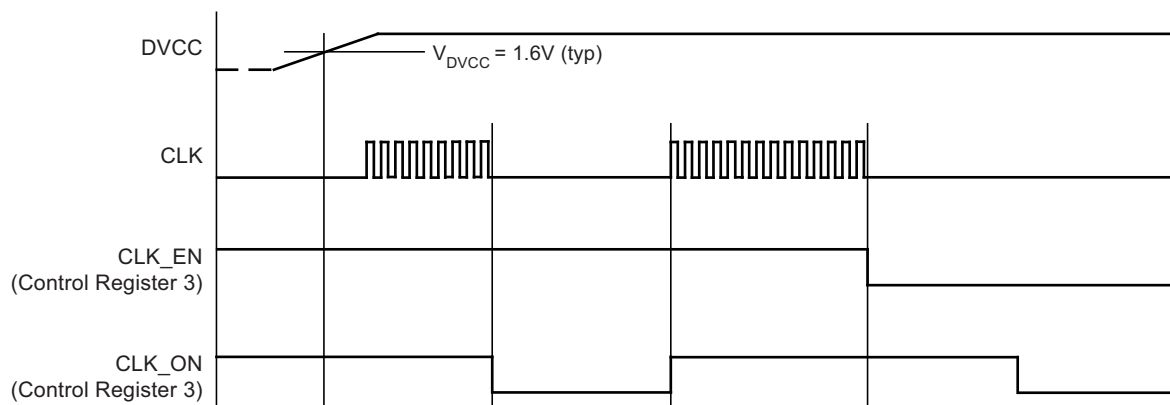 DVCC
V_DVCC = 1.6V (typ)
CLK
CLK_EN
(Control Register 3)
CLK_ON
(Control Register 3)